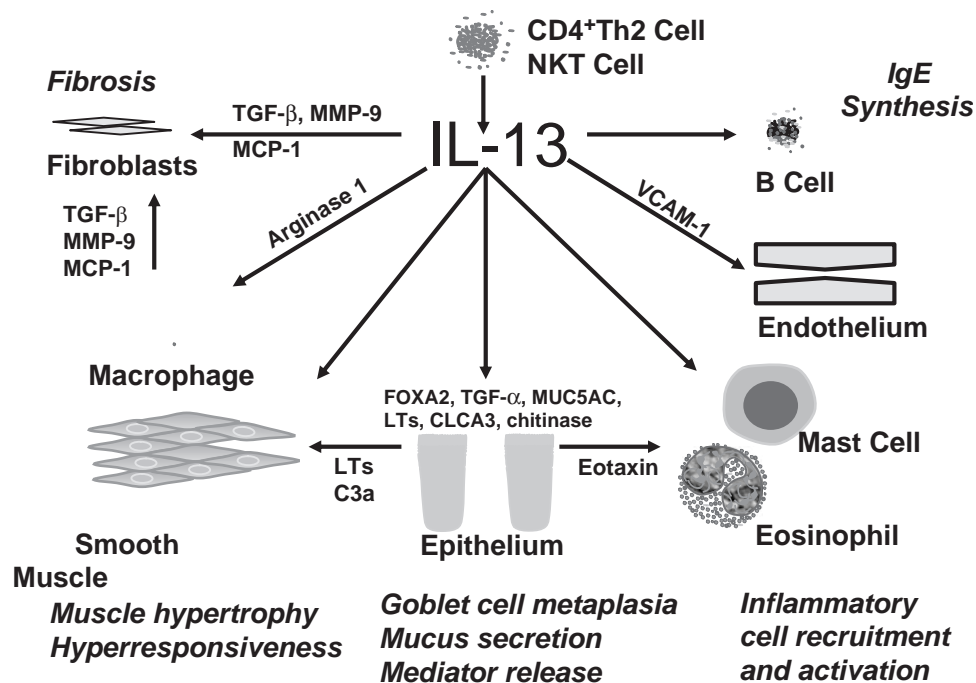 CD4+Th2 Cell
NKT Cell
Fibrosis
IgE
Synthesis
TGF-β, MMP-9
MCP-1
IL-13
Fibroblasts
B Cell
TGF-β
MMP-9
MCP-1
Arginase 1
VCAM-1
Endothelium
Macrophage
FOXA2, TGF-α, MUC5AC,
LTs, CLCA3, chitinase
Mast Cell
LTs
C3a
Eotaxin
Smooth
Muscle
Epithelium
Eosinophil
Muscle hypertrophy
Hyperresponsiveness
Goblet cell metaplasia
Mucus secretion
Mediator release
Inflammatory
cell recruitment
and activation